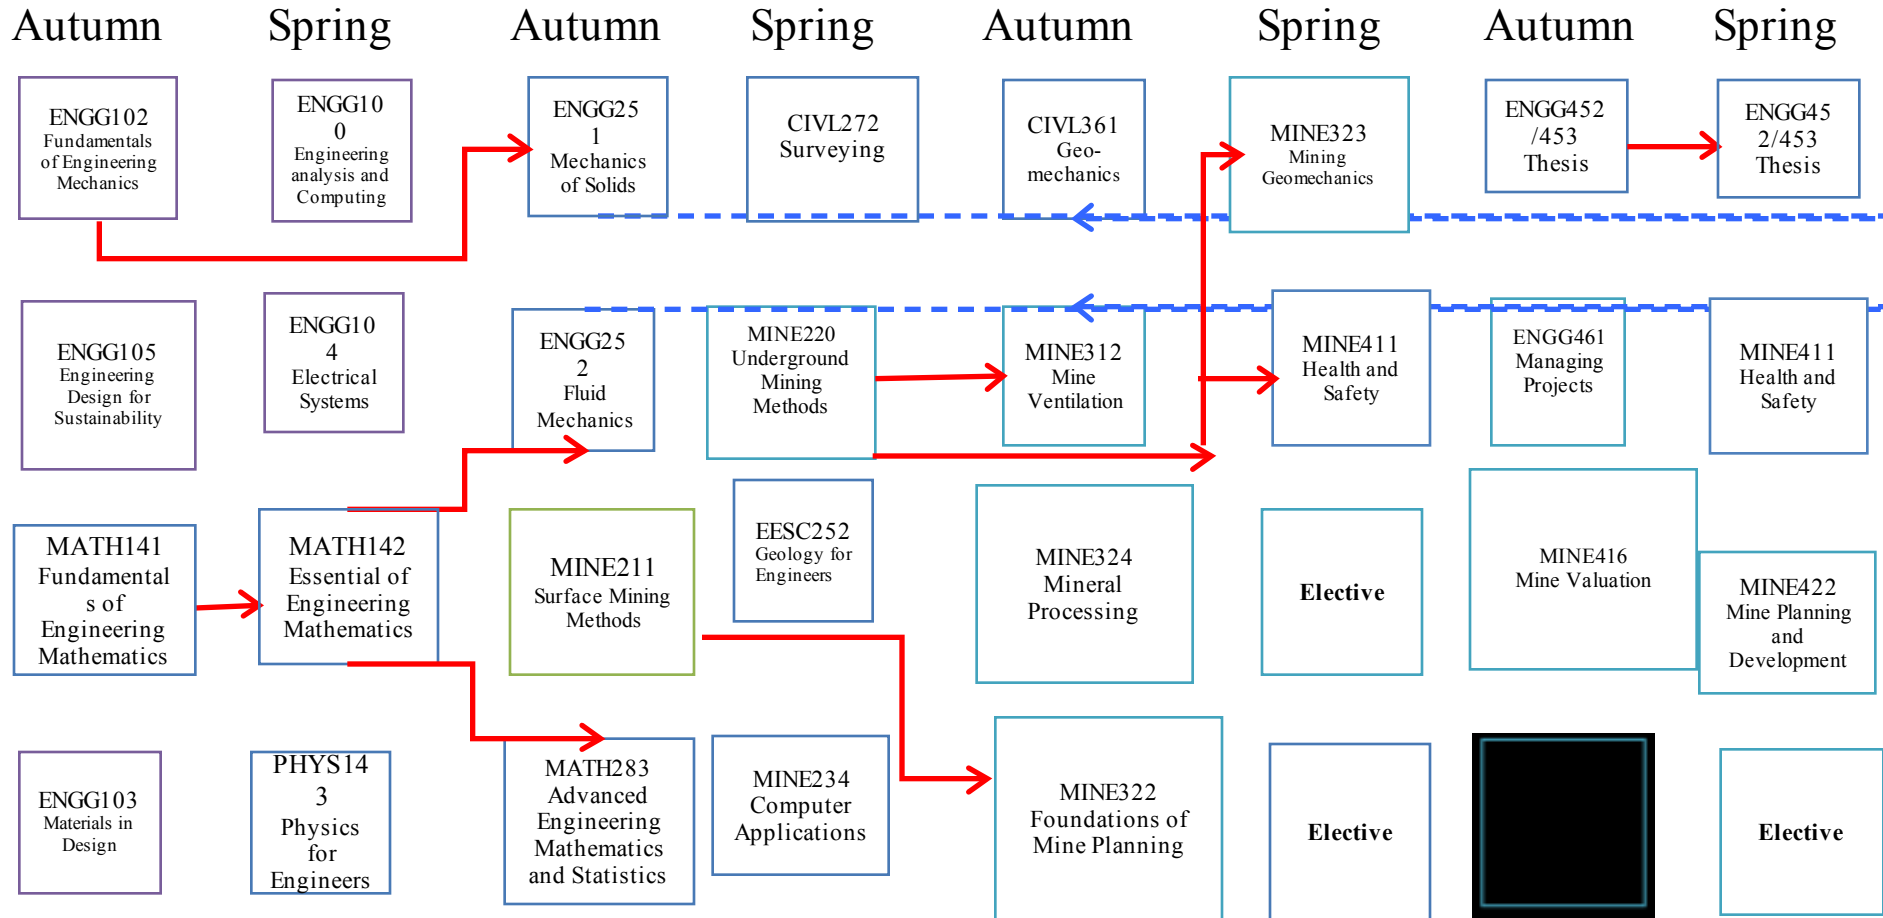 Autumn
Spring
Autumn
Spring
Autumn
Spring
Autumn
Spring
ENGG102
Fundamentals
of Engineering
Mechanics
ENGG10
0
Engineering
analysis and
Computing
ENGG25
1 Mechanics
of Solids
CIVL272
Surveying
CIVL361
Geo-
mechanics
MINE323
Mining
Geomechanics
ENGG452
/453
Thesis
ENGG45
2/453
Thesis
ENGG105
Engineering
Design for
Sustainability
ENGG10
4
Electrical
Systems
ENGG25
2
Fluid
Mechanics
MINE220
Underground
Mining
Methods
MINE312
Mine
Ventilation
MINE411
Health and
Safety
ENGG461
Managing
Projects
MINE411
Health and
Safety
MATH141
Fundamental
s of
Engineering
Mathematics
MATH142
Essential of
Engineering
Mathematics
MINE211
Surface Mining
Methods
EESC252
Geology for
Engineers
MINE324
Mineral
Processing
Elective
MINE416
Mine Valuation
MINE422
Mine Planning
and
Development
ENGG103
Materials in
Design
PHYS14
3
Physics
for
Engineers
MATH283
Advanced
Engineering
Mathematics
and Statistics
MINE234
Computer
Applications
MINE322
Foundations of
Mine Planning
Elective
Elective